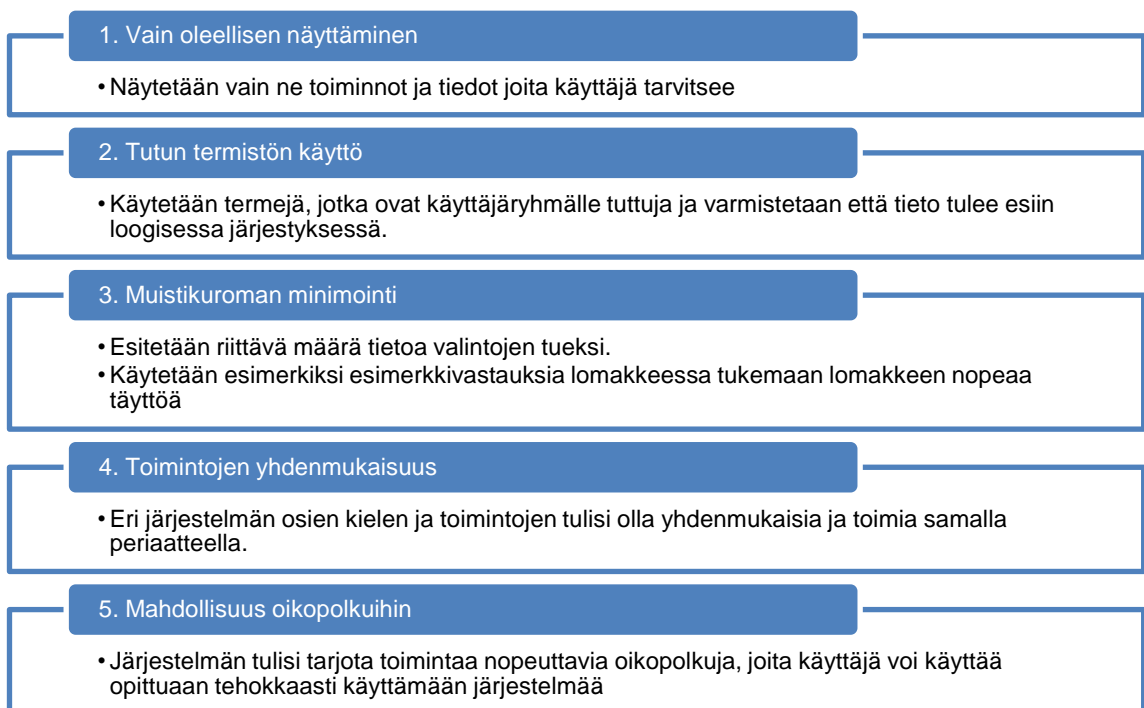 1. Vain oleellisen näyttäminen
• Näytetään vain ne toiminnot ja tiedot joita käyttäjä tarvitsee
2. Tutun termistön käyttö
• Käytetään termejä, jotka ovat käyttäjäryhmälle tuttuja ja varmistetaan että tieto tulee esiin
loogisessa järjestyksessä.
3. Muistikuroman minimointi
• Esitetään riittävä määrä tietoa valintojen tueksi.
• Käytetään esimerkiksi esimerkkivastauksia lomakkeessa tukemaan lomakkeen nopeaa
täyttöä
4. Toimintojen yhdenmukaisuus
• Eri järjestelmän osien kielen ja toimintojen tulisi olla yhdenmukaisia ja toimia samalla
periaatteella.
5. Mahdollisuus oikopolkuihin
• Järjestelmän tulisi tarjota toimintaa nopeuttavia oikopolkuja, joita käyttäjä voi käyttää
opittuaan tehokkaasti käyttämään järjestelmää